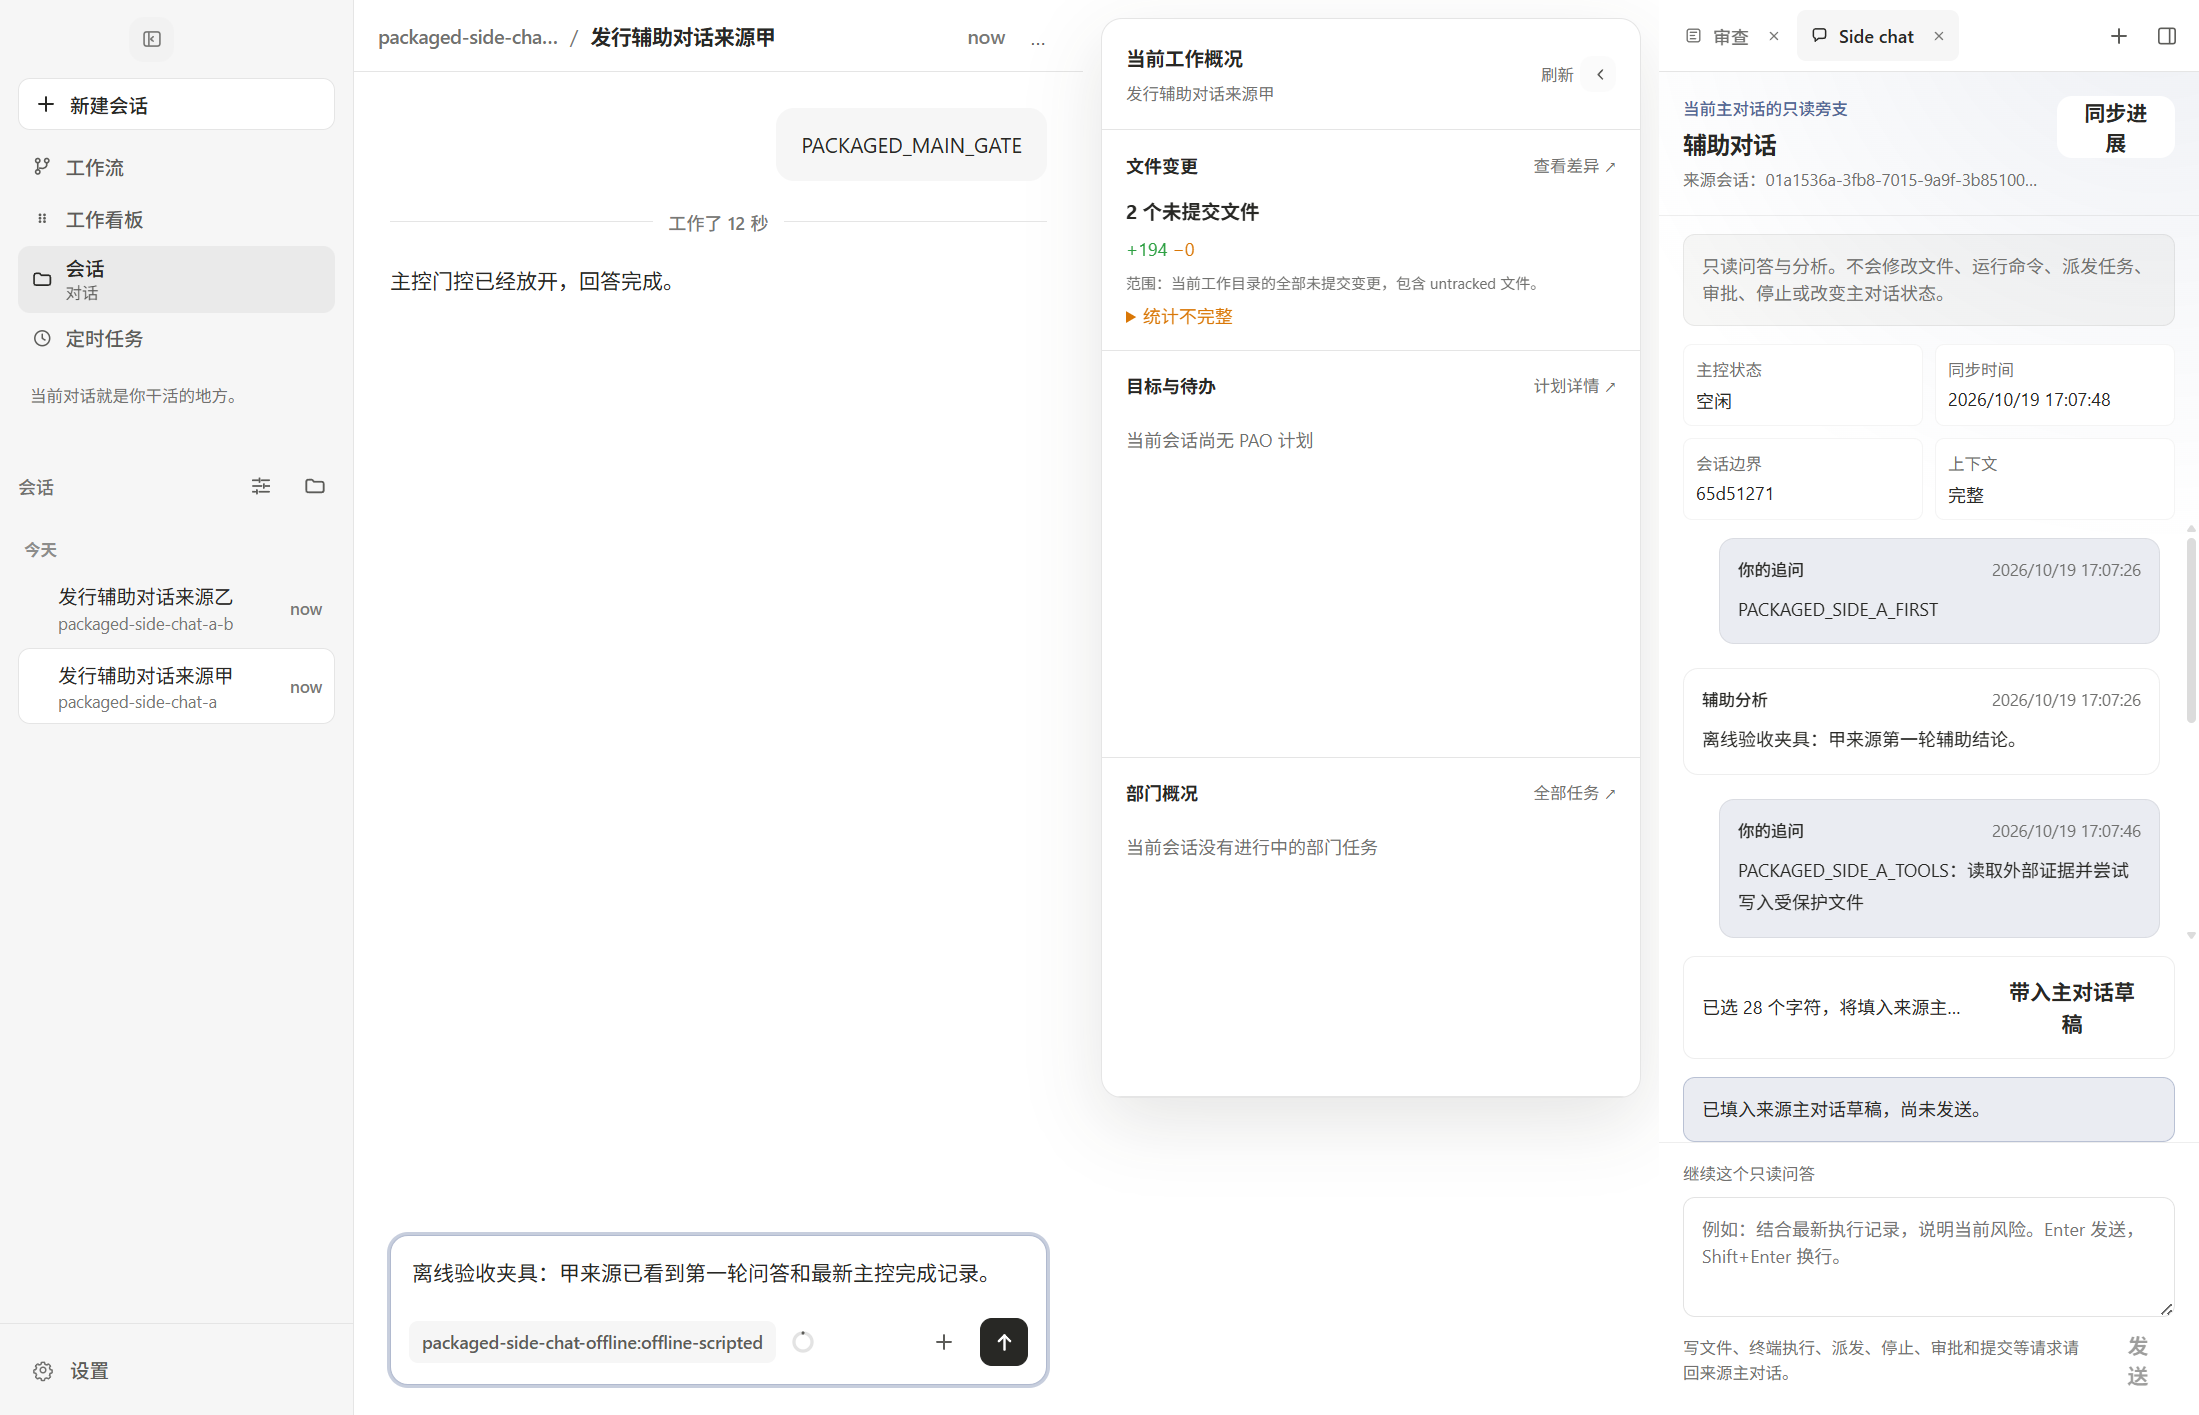 新建会话
工作流
工作看板
会话
对话
定时任务
当前对话就是你干活的地方。
会话
今天
发行辅助对话来源乙
packaged-side-chat-a-b
now
发行辅助对话来源甲
packaged-side-chat-a
now
设置
packaged-side-cha... / 发行辅助对话来源甲
now
...
PACKAGED_MAIN_GATE
工作了 12 秒
主控门控已经放开，回答完成。
离线验收夹具：甲来源已看到第一轮问答和最新主控完成记录。
packaged-side-chat-offline:offline-scripted
当前工作概况
发行辅助对话来源甲
刷新
文件变更
查看差异 ↗
2 个未提交文件
+194 −0
范围：当前工作目录的全部未提交变更，包含 untracked 文件。
▶ 统计不完整
目标与待办
计划详情 ↗
当前会话尚无 PAO 计划
部门概况
全部任务 ↗
当前会话没有进行中的部门任务
审查 ×
Side chat ×
当前主对话的只读旁支
辅助对话
来源会话：01a1536a-3fb8-7015-9a9f-3b85100...
同步进
展
只读问答与分析。不会修改文件、运行命令、派发任务、
审批、停止或改变主对话状态。
主控状态
空闲
同步时间
2026/10/19 17:07:48
会话边界
65d51271
上下文
完整
你的追问
2026/10/19 17:07:26
PACKAGED_SIDE_A_FIRST
辅助分析
2026/10/19 17:07:26
离线验收夹具：甲来源第一轮辅助结论。
你的追问
2026/10/19 17:07:46
PACKAGED_SIDE_A_TOOLS：读取外部证据并尝试
写入受保护文件
已选 28 个字符，将填入来源主...
带入主对话草
稿
已填入来源主对话草稿，尚未发送。
继续这个只读问答
例如：结合最新执行记录，说明当前风险。Enter 发送，
Shift+Enter 换行。
写文件、终端执行、派发、停止、审批和提交等请求请
回来源主对话。
发
送